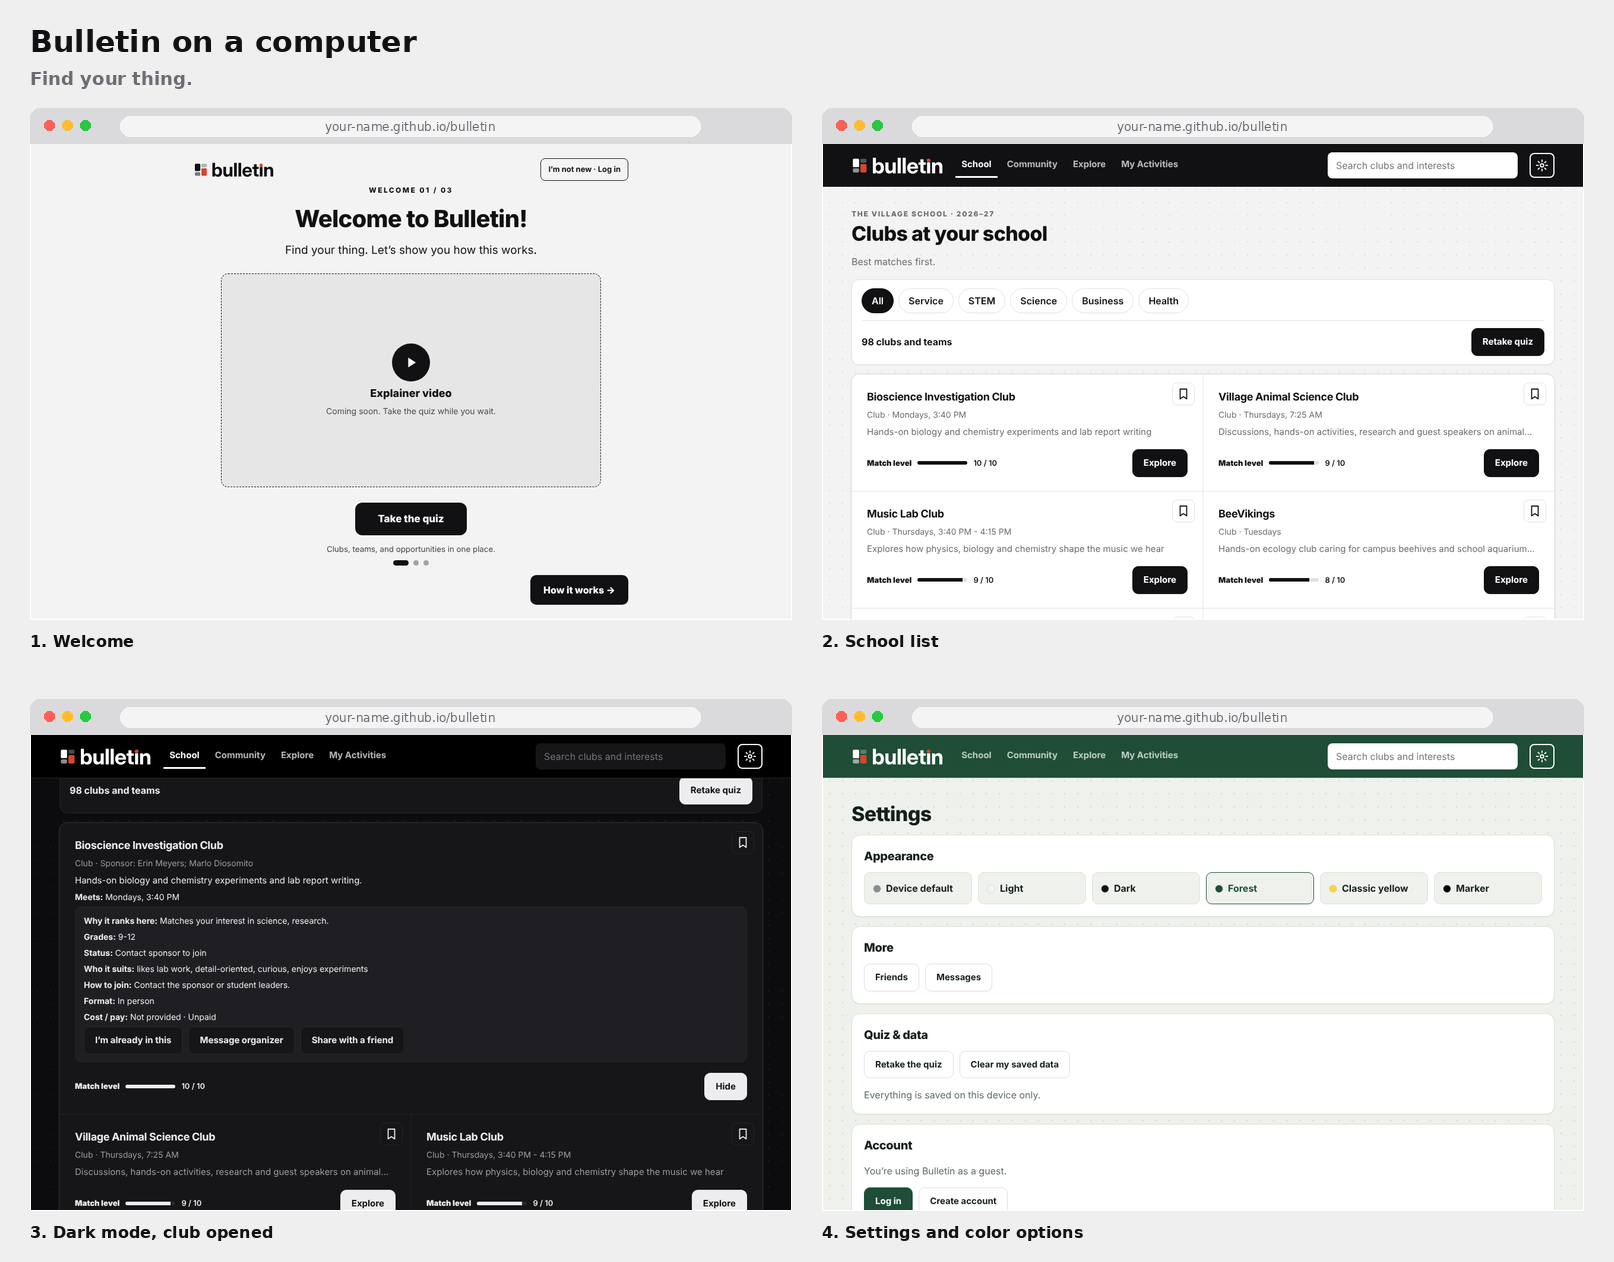 Bulletin on a computer
Find your thing.
your-name.github.io/bulletin
bulletin
I'm not new · Log in
WELCOME 01 / 03
Welcome to Bulletin!
Find your thing. Let's show you how this works.
Explainer video
Coming soon. Take the quiz while you wait.
Take the quiz
Clubs, teams, and opportunities in one place.
How it works →
1. Welcome
your-name.github.io/bulletin
bulletin School Community Explore My Activities Search clubs and interests
THE VILLAGE SCHOOL · 2026–27
Clubs at your school
Best matches first.
All Service STEM Science Business Health
98 clubs and teams Retake quiz
Bioscience Investigation Club
Club · Mondays, 3:40 PM
Hands-on biology and chemistry experiments and lab report writing
Match level 10 / 10 Explore
Village Animal Science Club
Club · Thursdays, 7:25 AM
Discussions, hands-on activities, research and guest speakers on animal...
Match level 9 / 10 Explore
Music Lab Club
Club · Thursdays, 3:40 PM - 4:15 PM
Explores how physics, biology and chemistry shape the music we hear
Match level 9 / 10 Explore
BeeVikings
Club · Tuesdays
Hands-on ecology club caring for campus beehives and school aquarium...
Match level 8 / 10 Explore
2. School list
your-name.github.io/bulletin
bulletin School Community Explore My Activities Search clubs and interests
98 clubs and teams Retake quiz
Bioscience Investigation Club
Club · Sponsor: Erin Meyers; Marlo Diosomito
Hands-on biology and chemistry experiments and lab report writing.
Meets: Mondays, 3:40 PM
Why it ranks here: Matches your interest in science, research.
Grades: 9-12
Status: Contact sponsor to join
Who it suits: likes lab work, detail-oriented, curious, enjoys experiments
How to join: Contact the sponsor or student leaders.
Format: In person
Cost / pay: Not provided · Unpaid
I'm already in this Message organizer Share with a friend
Match level 10 / 10 Hide
Village Animal Science Club
Club · Thursdays, 7:25 AM
Discussions, hands-on activities, research and guest speakers on animal...
Match level 9 / 10 Explore
Music Lab Club
Club · Thursdays, 3:40 PM - 4:15 PM
Explores how physics, biology and chemistry shape the music we hear
Match level 9 / 10 Explore
3. Dark mode, club opened
your-name.github.io/bulletin
bulletin School Community Explore My Activities Search clubs and interests
Settings
Appearance
Device default Light Dark Forest Classic yellow Marker
More
Friends Messages
Quiz & data
Retake the quiz Clear my saved data
Everything is saved on this device only.
Account
You're using Bulletin as a guest.
Log in Create account
4. Settings and color options